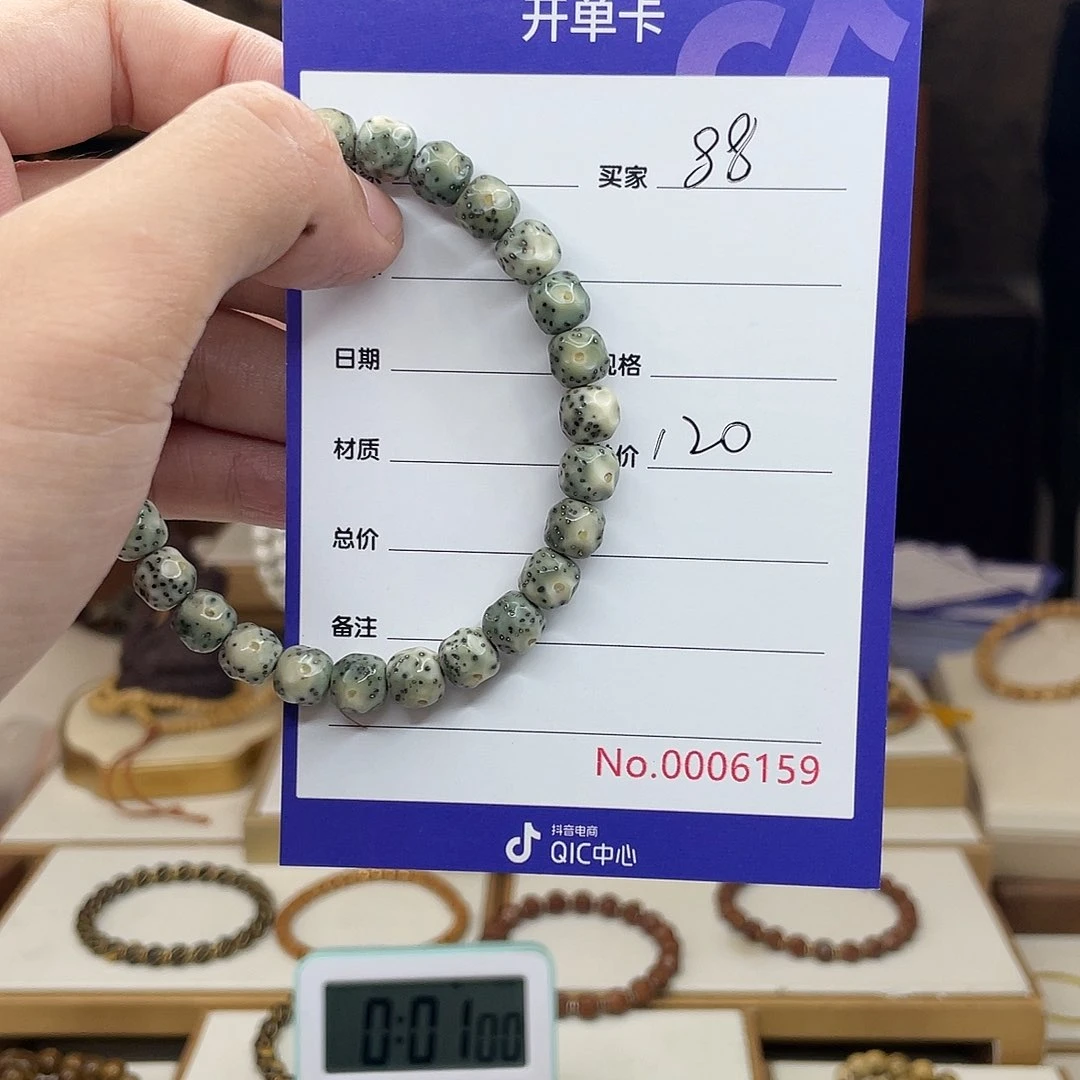 开单卡
买家 88
日期
规格
材质
价 120
总价
备注
No.0006159
抖音电商
QIC中心
0:01 00